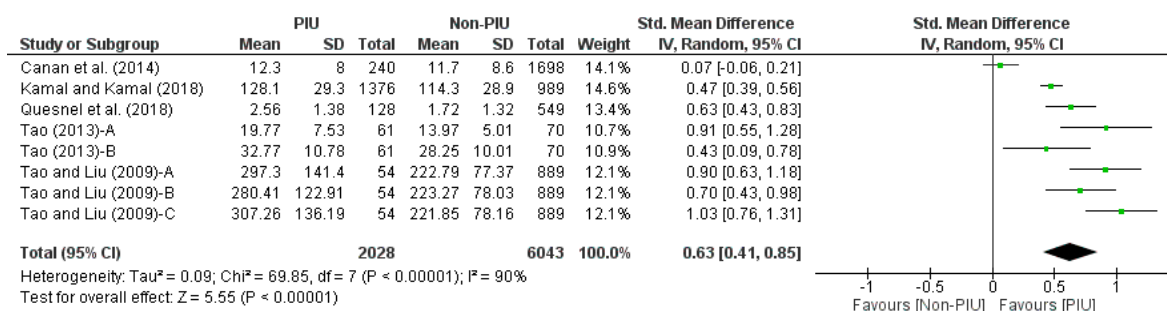 PIU Non-PIU Std. Mean Difference Std. Mean Difference
Study or Subgroup Mean SD Total Mean SD Total Weight IV, Random, 95% CI IV, Random, 95% CI
Canan et al. (2014) 12.3 8 240 11.7 8.6 1698 14.1% 0.07 [-0.06, 0.21]
Kamal and Kamal (2018) 128.1 29.3 1376 114.3 28.9 989 14.6% 0.47 [0.39, 0.56]
Quesnel et al. (2018) 2.56 1.38 128 1.72 1.32 549 13.4% 0.63 [0.43, 0.83]
Tao (2013)-A 19.77 7.53 61 13.97 5.01 70 10.7% 0.91 [0.55, 1.28]
Tao (2013)-B 32.77 10.78 61 28.25 10.01 70 10.9% 0.43 [0.09, 0.78]
Tao and Liu (2009)-A 297.3 141.4 54 222.79 77.37 889 12.1% 0.90 [0.63, 1.18]
Tao and Liu (2009)-B 280.41 122.91 54 223.27 78.03 889 12.1% 0.70 [0.43, 0.98]
Tao and Liu (2009)-C 307.26 136.19 54 221.85 78.16 889 12.1% 1.03 [0.76, 1.31]
Total (95% CI) 2028 6043 100.0% 0.63 [0.41, 0.85]
Heterogeneity: Tau² = 0.09; Chi² = 69.85, df = 7 (P < 0.00001); I² = 90%
Test for overall effect: Z = 5.55 (P < 0.00001)
-1 -0.5 0 0.5 1
Favours [Non-PIU] Favours [PIU]